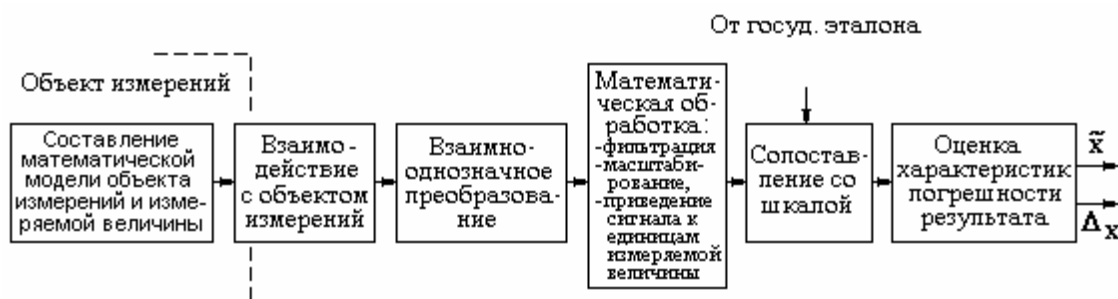 От госуд. эталона
Объект измерений
Составление
математической
модели объекта
измерений и изме-
ряемой величины
Взаимо-
действие
с объектом
измерений
Взаимно-
однозначное
преобразова-
ние
Математи-
ческая об-
работка:
-фильтрация
-масштаби-
рование,
-приведение
сигнала к
единицам
измеряемой
величины
Сопостав-
ление со
шкалой
Оценка
характеристик
погрешности
результата
x̃
Δx